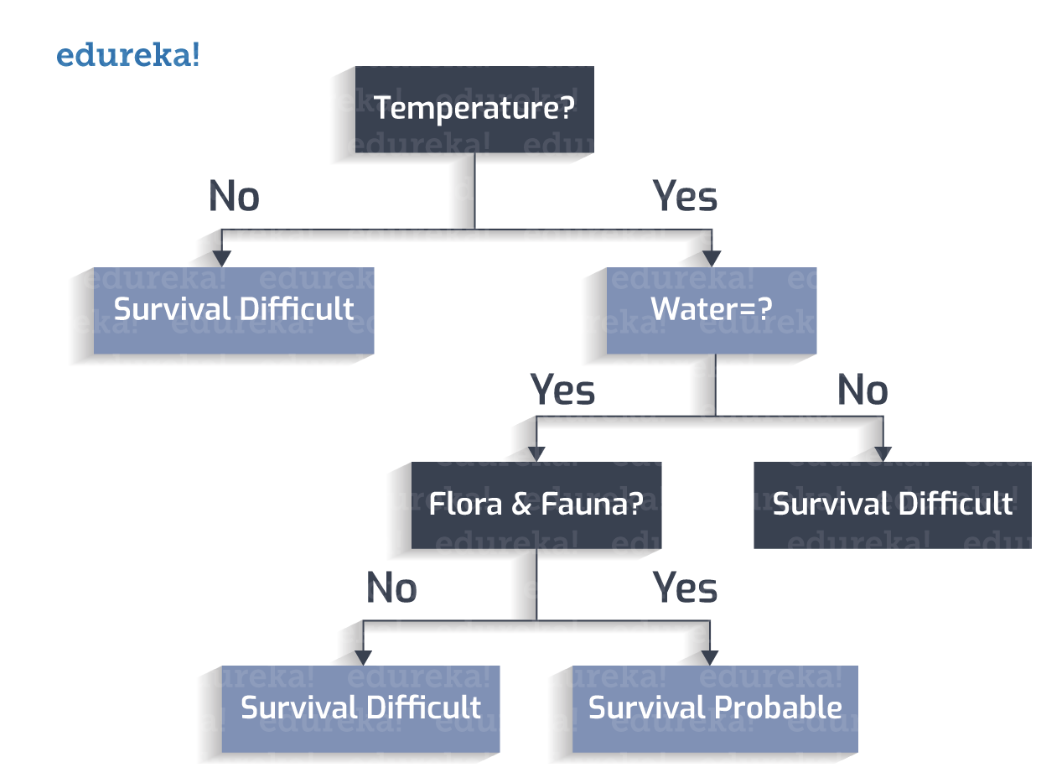 edureka!
Temperature?
No
Yes
Survival Difficult
Water=?
Yes
No
Flora & Fauna?
Survival Difficult
No
Yes
Survival Difficult
Survival Probable